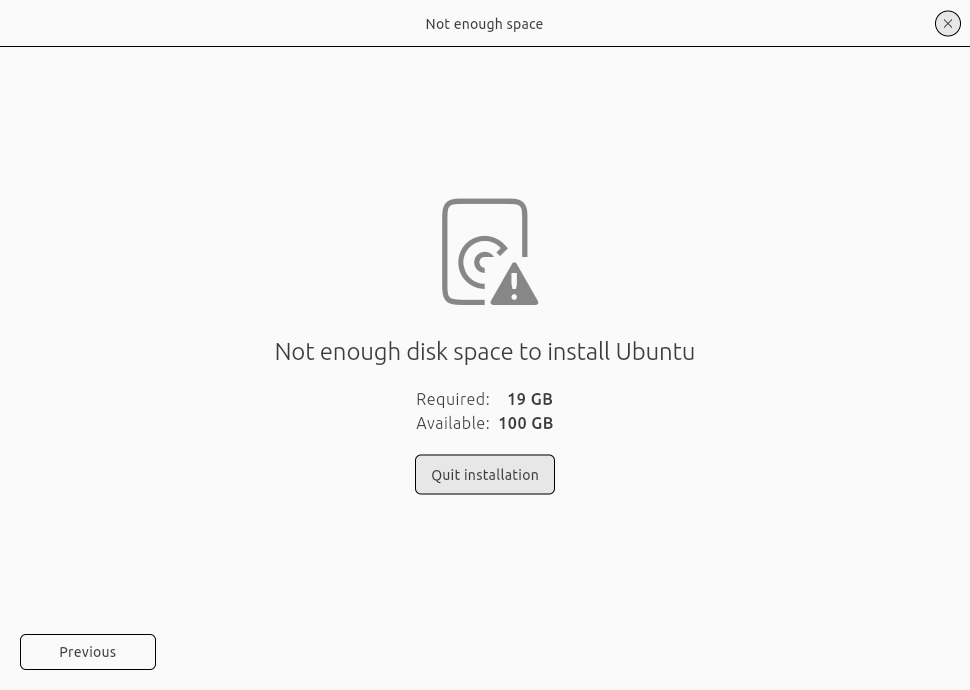 Not enough space
Not enough disk space to install Ubuntu
Required: 19 GB
Available: 100 GB
Quit installation
Previous